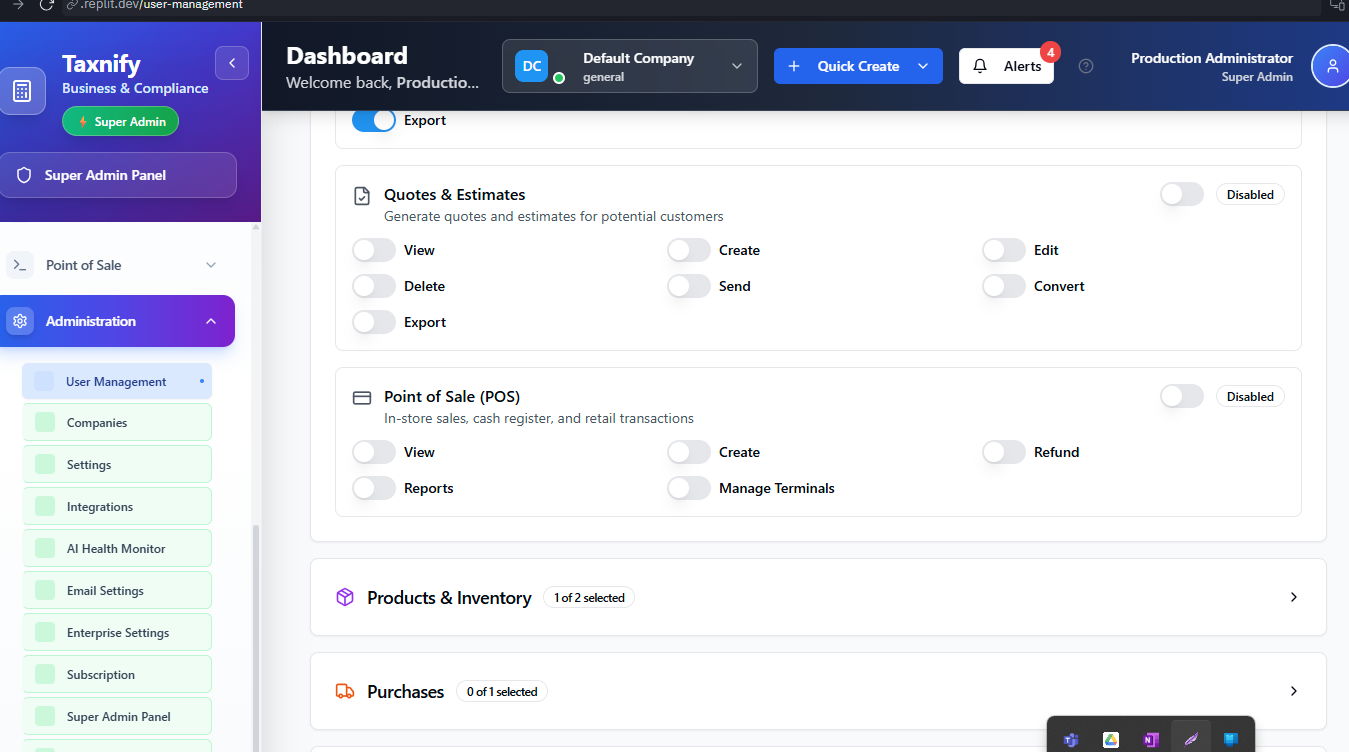 .replit.dev/user-management
Taxnify
Business & Compliance
Super Admin
Super Admin Panel
Dashboard
Welcome back, Productio...
DC
Default Company
general
Quick Create
Alerts
4
Production Administrator
Super Admin
Point of Sale
Administration
User Management
Companies
Settings
Integrations
AI Health Monitor
Email Settings
Enterprise Settings
Subscription
Super Admin Panel
Export
Quotes & Estimates
Disabled
Generate quotes and estimates for potential customers
View Create Edit
Delete Send Convert
Export
Point of Sale (POS)
Disabled
In-store sales, cash register, and retail transactions
View Create Refund
Reports Manage Terminals
Products & Inventory 1 of 2 selected
Purchases 0 of 1 selected